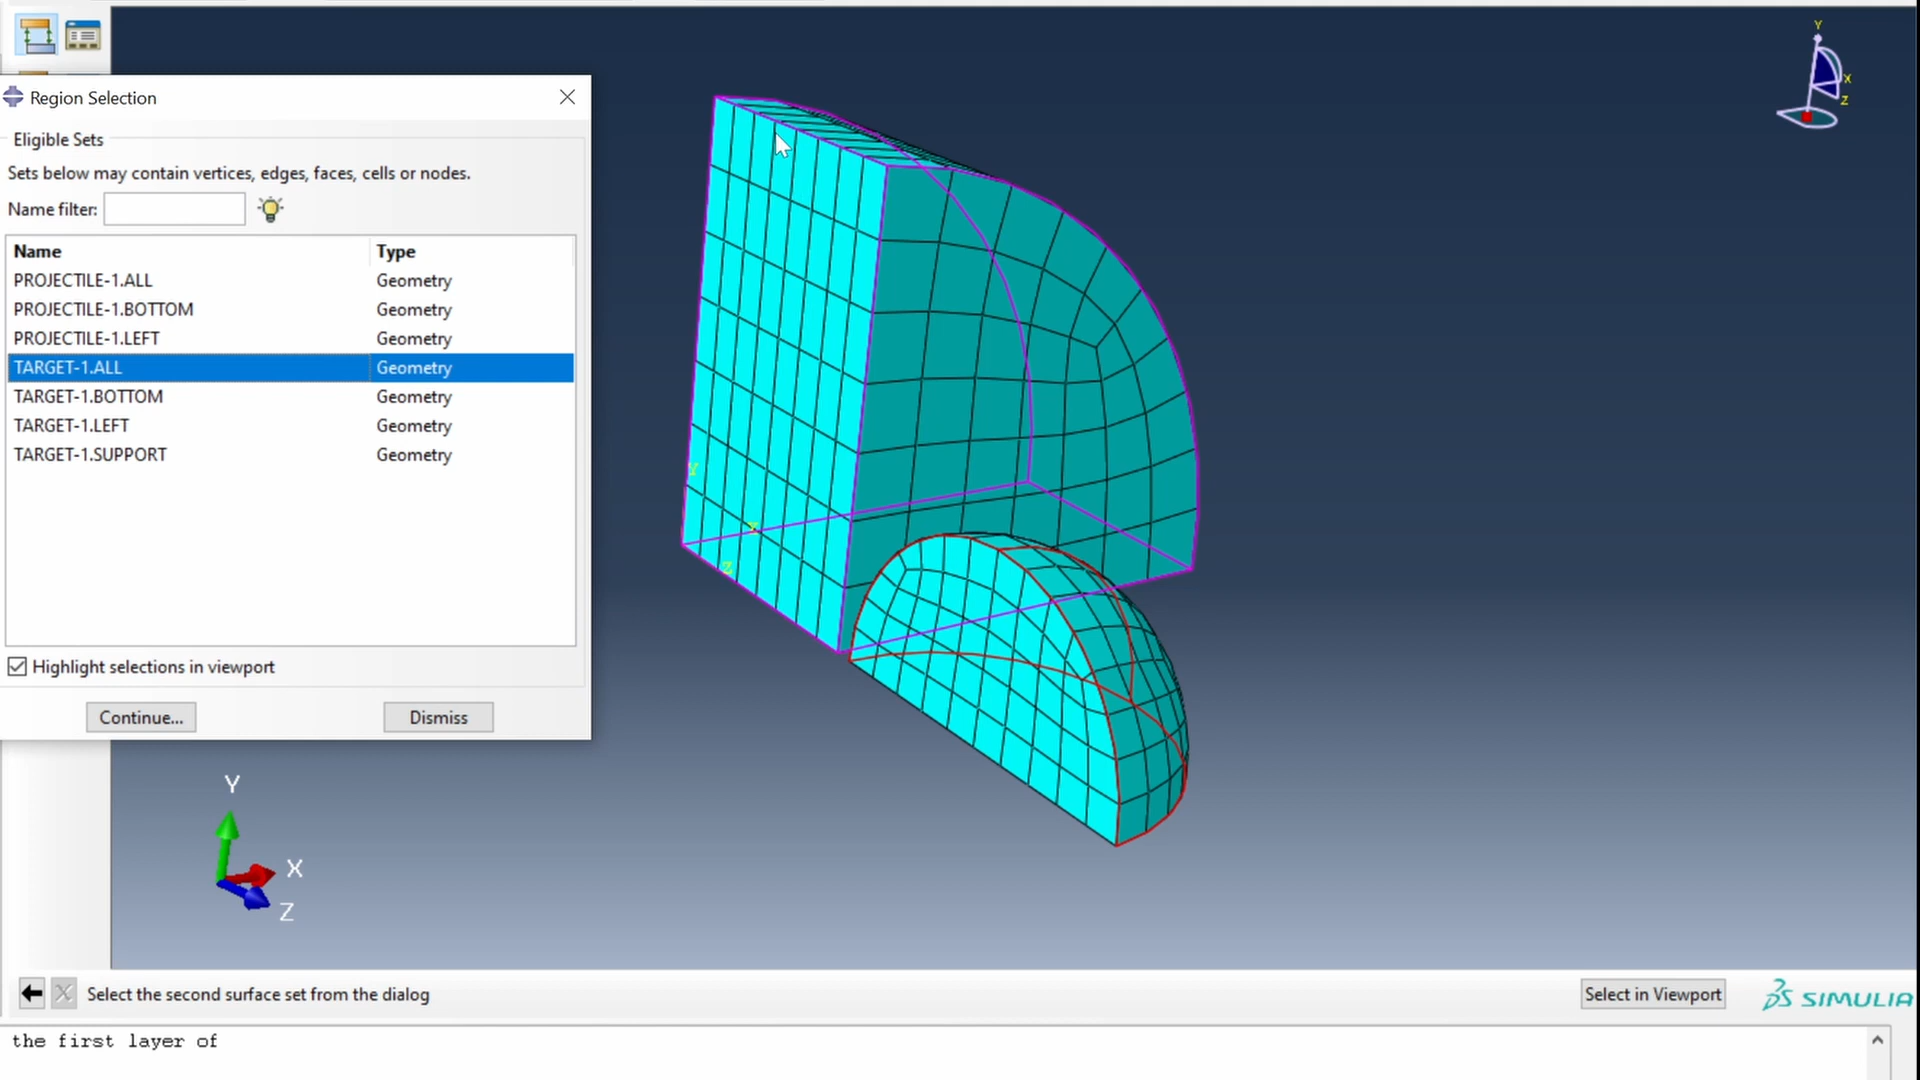 Region Selection
Eligible Sets
Sets below may contain vertices, edges, faces, cells or nodes.
Name filter:
Name Type
PROJECTILE-1.ALL Geometry
PROJECTILE-1.BOTTOM Geometry
PROJECTILE-1.LEFT Geometry
TARGET-1.ALL Geometry
TARGET-1.BOTTOM Geometry
TARGET-1.LEFT Geometry
TARGET-1.SUPPORT Geometry
Highlight selections in viewport
Continue... Dismiss
Y
X
Z
Y
Z
Y
X
Z
Select the second surface set from the dialog
Select in Viewport
SIMULIA
the first layer of